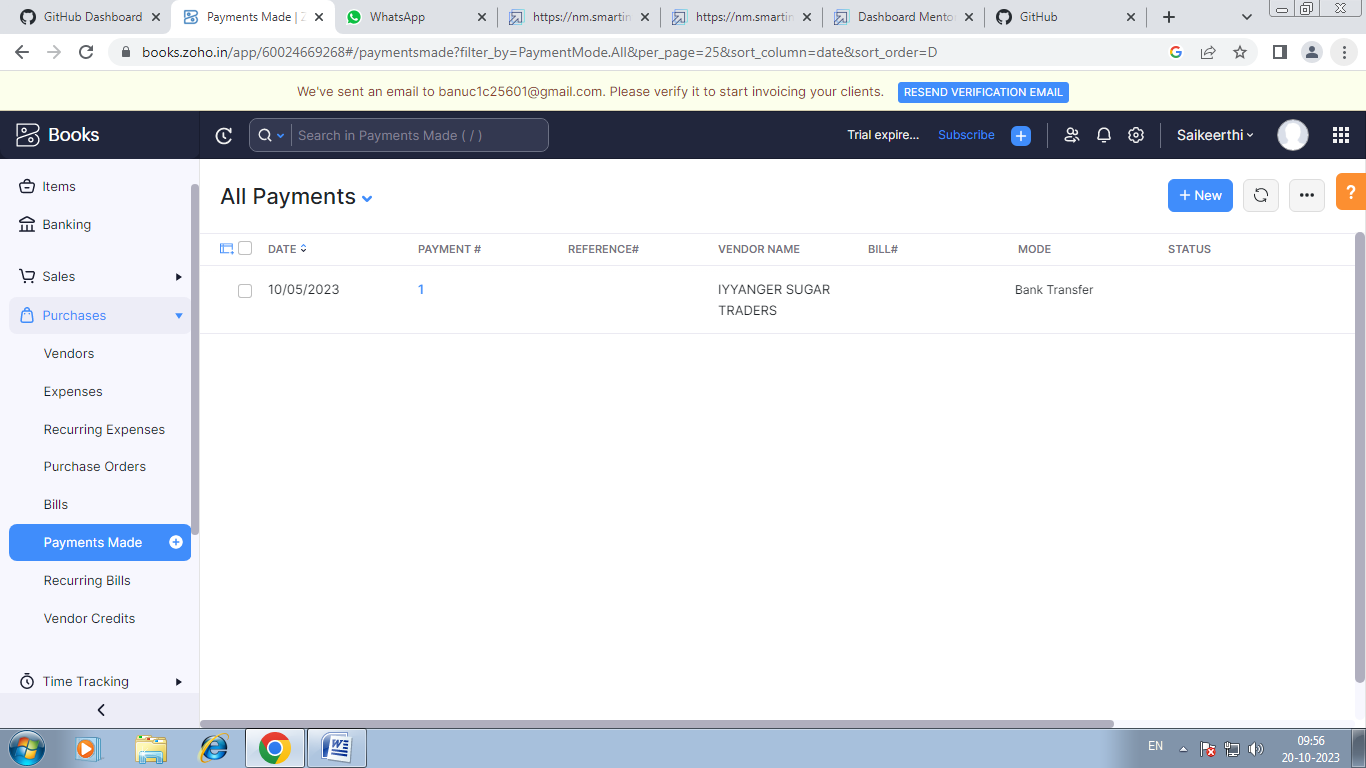 GitHub Dashboard
Payments Made | Z
WhatsApp
https://nm.smartin
https://nm.smartin
Dashboard Mento
GitHub
books.zoho.in/app/60024669268#/paymentsmade?filter_by=PaymentMode.All&per_page=25&sort_column=date&sort_order=D
We've sent an email to banuc1c25601@gmail.com. Please verify it to start invoicing your clients. RESEND VERIFICATION EMAIL
Books
Search in Payments Made ( / )
Trial expire... Subscribe
Saikeerthi
Items
Banking
Sales
Purchases
Vendors
Expenses
Recurring Expenses
Purchase Orders
Bills
Payments Made
Recurring Bills
Vendor Credits
Time Tracking
All Payments
+ New
?
DATE PAYMENT # REFERENCE# VENDOR NAME BILL# MODE STATUS
10/05/2023 1 IYYANGER SUGAR Bank Transfer
TRADERS
EN
09:56
20-10-2023